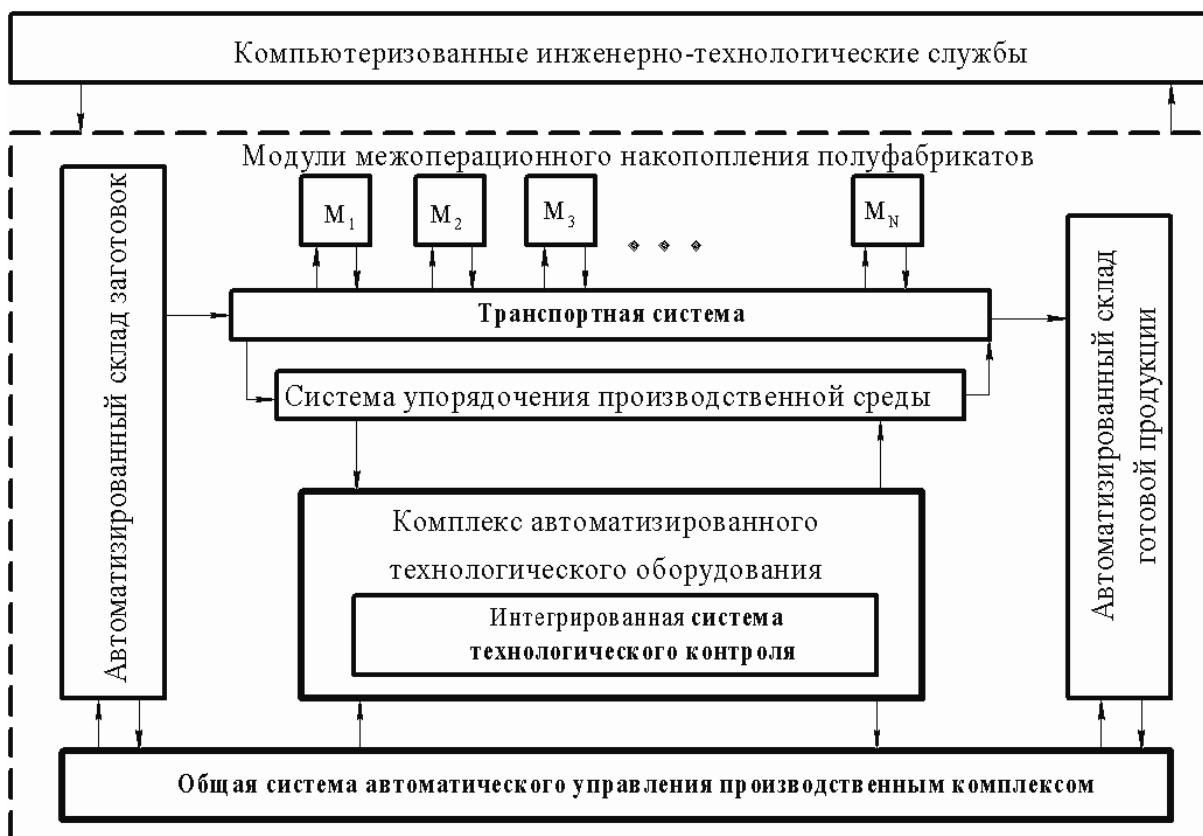 Компьютеризованные инженерно-технологические службы
Модули межоперационного накопопления полуфабрикатов
Автоматизированный склад заготовок
M1
M2
M3
MN
Транспортная система
Система упорядочения производственной среды
Комплекс автоматизированного
технологического оборудования
Интегрированная система
технологического контроля
Автоматизированный склад
готовой продукции
Общая система автоматического управления производственным комплексом